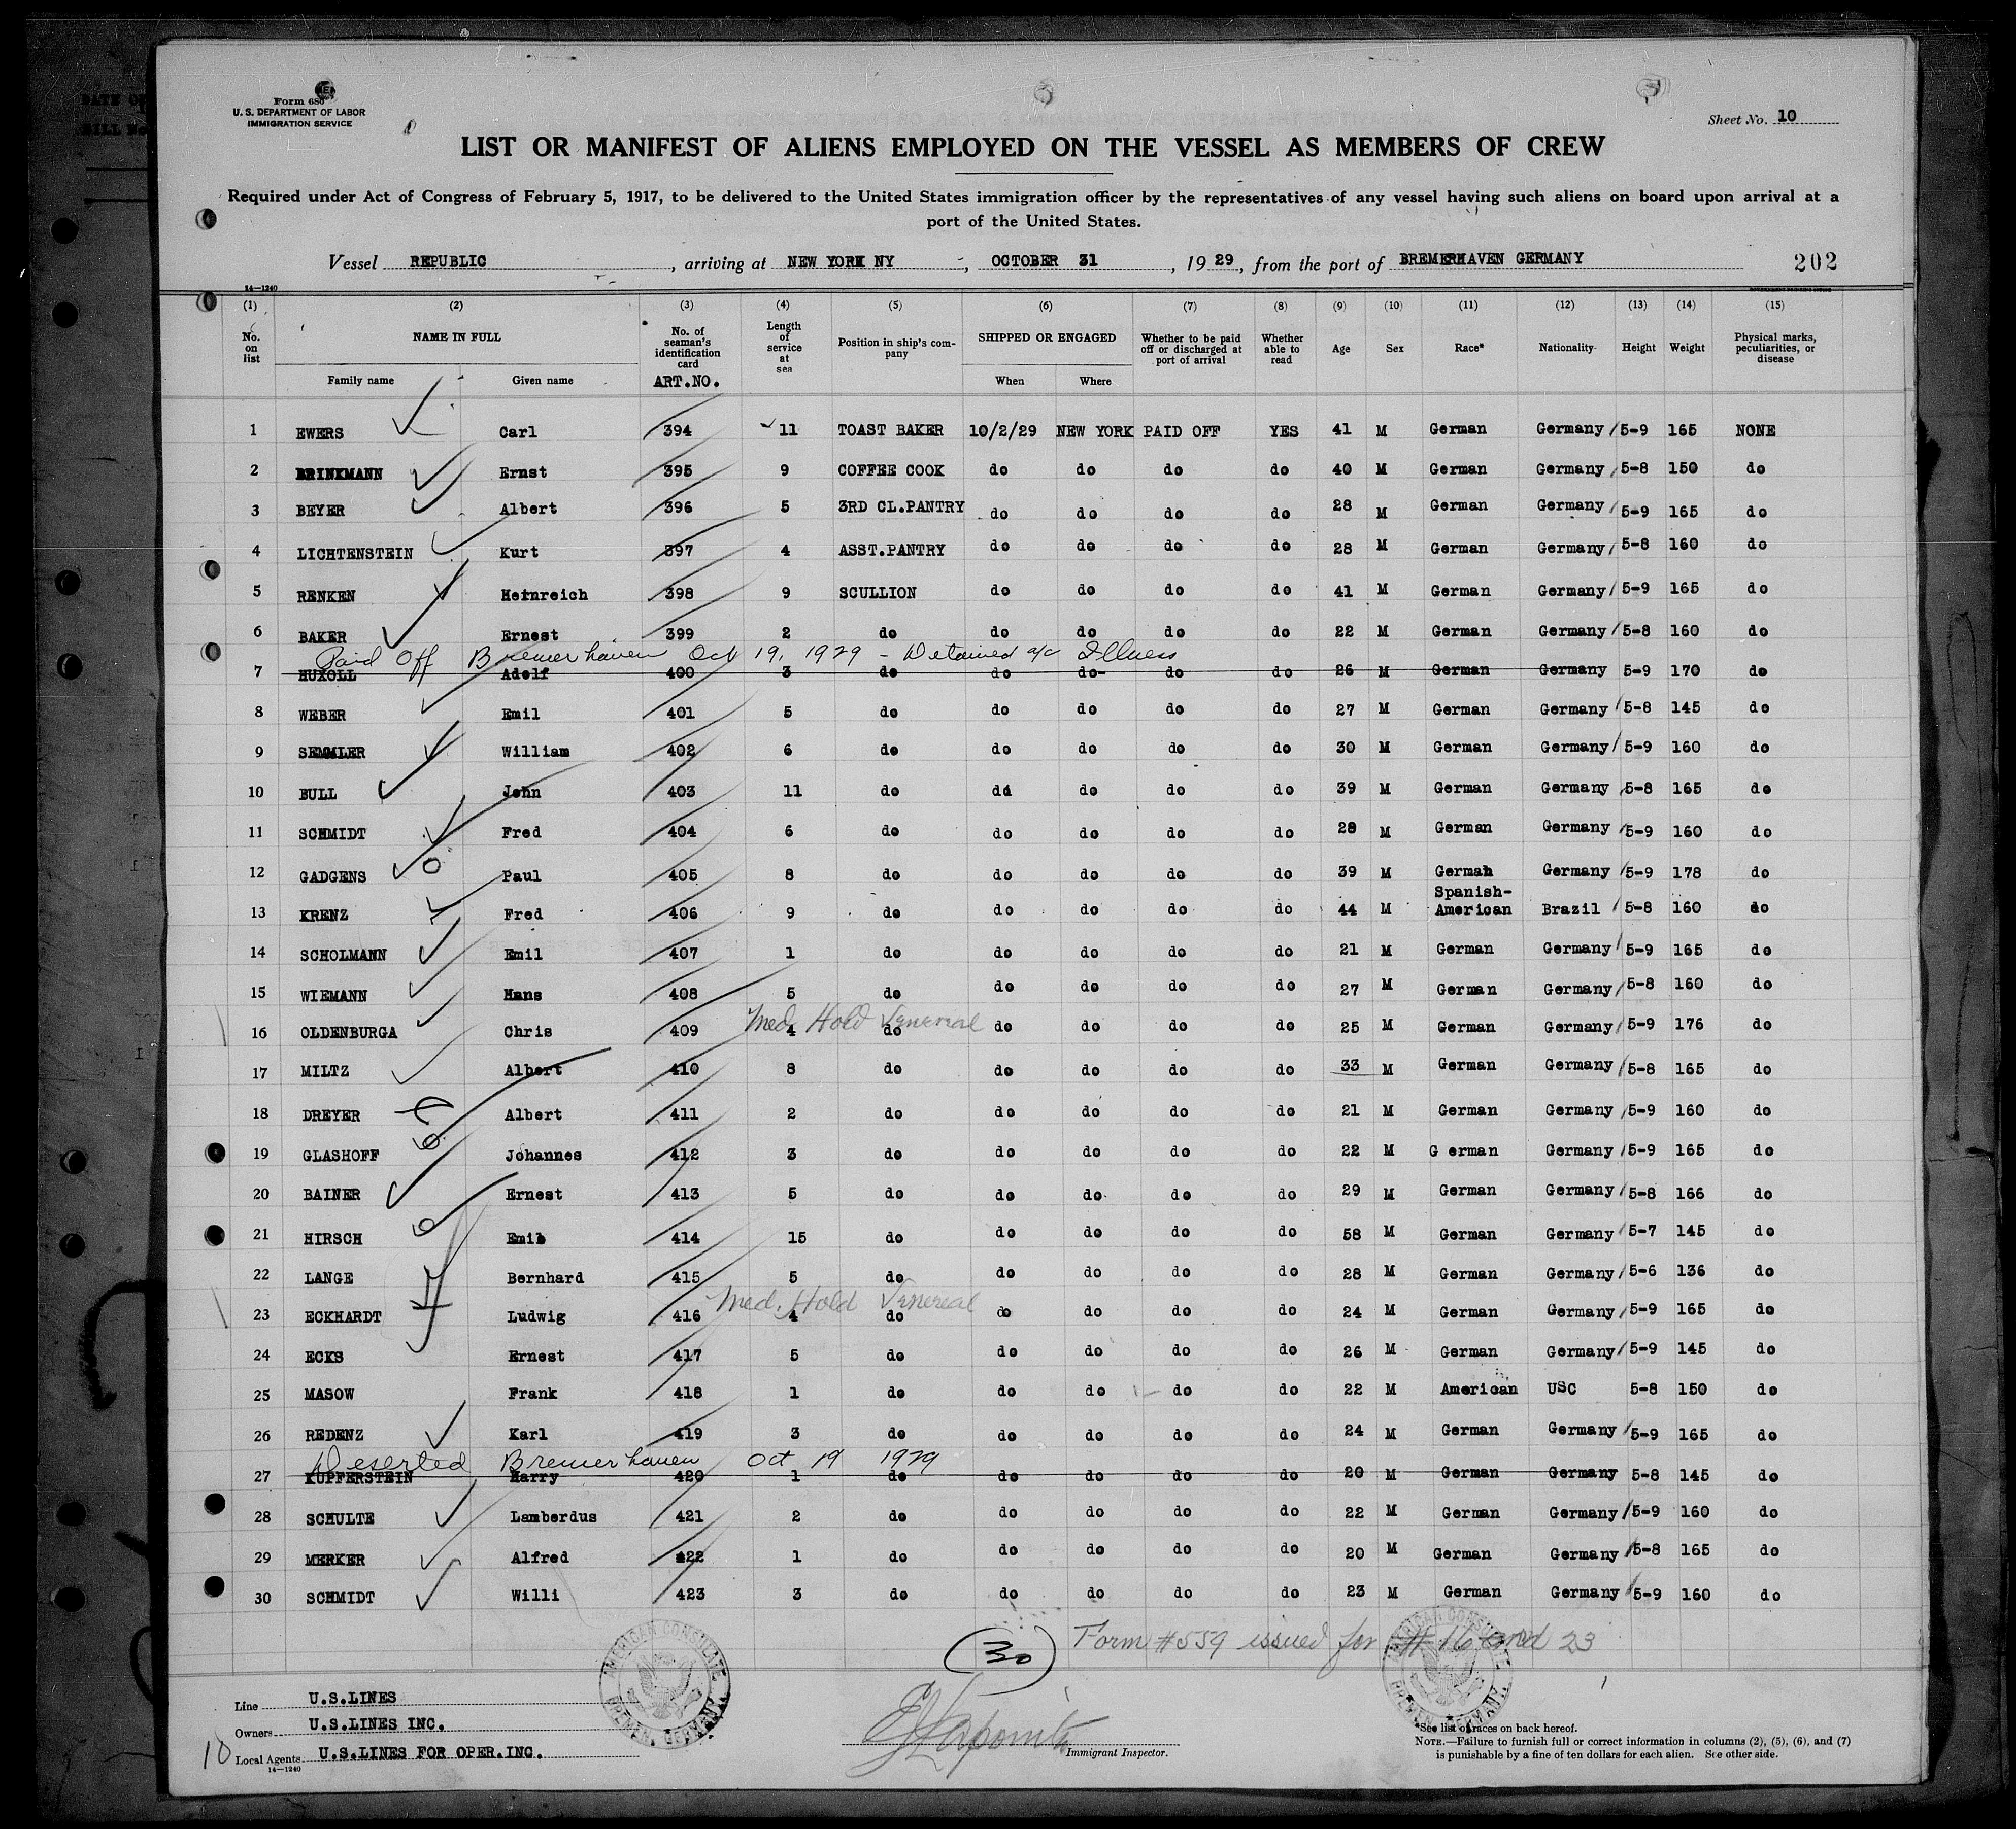 Form 680
U. S. DEPARTMENT OF LABOR
IMMIGRATION SERVICE
Sheet No. 10
LIST OR MANIFEST OF ALIENS EMPLOYED ON THE VESSEL AS MEMBERS OF CREW
Required under Act of Congress of February 5, 1917, to be delivered to the United States immigration officer by the representatives of any vessel having such aliens on board upon arrival at a
port of the United States.
Vessel REPUBLIC, arriving at NEW YORK NY, OCTOBER 31, 1929, from the port of BREMERHAVEN GERMANY 202
14—1240
(1) (2) (3) (4) (5) (6) (7) (8) (9) (10) (11) (12) (13) (14) (15)
No. on list NAME IN FULL No. of seaman's identification card Length of service at sea Position in ship's company SHIPPED OR ENGAGED Whether to be paid off or discharged at port of arrival Whether able to read Age Sex Race* Nationality Height Weight Physical marks, peculiarities, or disease
Family name Given name ART.NO. When Where
1 EWERS Carl 394 11 TOAST BAKER 10/2/29 NEW YORK PAID OFF YES 41 M German Germany 5-9 165 NONE
2 BRINKMANN Ernst 395 9 COFFEE COOK do do do do 40 M German Germany 5-8 150 do
3 BEYER Albert 396 5 3RD CL.PANTRY do do do do 28 M German Germany 5-9 165 do
4 LICHTENSTEIN Kurt 397 4 ASST.PANTRY do do do do 28 M German Germany 5-8 160 do
5 RENKEN Heinreich 398 9 SCULLION do do do do 41 M German Germany 5-9 165 do
6 BAKER Ernest 399 2 do do do do do 22 M German Germany 5-8 160 do
Paid Off Bremerhaven Oct 19, 1929 - Detained a/c Illness
7 HUXOLL Adolf 400 3 do do do do do 26 M German Germany 5-9 170 do
8 WEBER Emil 401 5 do do do do do 27 M German Germany 5-8 145 do
9 SEMMLER William 402 6 do do do do do 30 M German Germany 5-9 160 do
10 BULL John 403 11 do dd do do do 39 M German Germany 5-8 165 do
11 SCHMIDT Fred 404 6 do do do do do 28 M German Germany 5-9 160 do
12 GADGENS Paul 405 8 do do do do do 39 M German Germany 5-9 178 do
Spanish-
13 KRENZ Fred 406 9 do do do do do 44 M American Brazil 5-8 160 do
14 SCHOLMANN Emil 407 1 do do do do do 21 M German Germany 5-9 165 do
15 WIEMANN Hans 408 5 do do do do do 27 M German Germany 5-8 160 do
Med. Hold Venereal
16 OLDENBURGA Chris 409 4 do do do do do 25 M German Germany 5-9 176 do
17 MILTZ Albert 410 8 do do do do do 33 M German Germany 5-8 165 do
18 DREYER Albert 411 2 do do do do do 21 M German Germany 5-9 160 do
19 GLASHOFF Johannes 412 3 do do do do do 22 M G erman Germany 5-9 165 do
20 BAINER Ernest 413 5 do do do do do 29 M German Germany 5-8 166 do
21 HIRSCH Emil 414 15 do do do do do 58 M German Germany 5-7 145 do
22 LANGE Bernhard 415 5 do do do do do 28 M German Germany 5-6 136 do
Med. Hold Venereal
23 ECKHARDT Ludwig 416 4 do do do do do 24 M German Germany 5-9 165 do
24 ECKS Ernest 417 5 do do do do do 26 M German Germany 5-9 145 do
25 MASOW Frank 418 1 do do do do do 22 M American USC 5-8 150 do
26 REDENZ Karl 419 3 do do do do do 24 M German Germany 5-9 165 do
Deserted Bremerhaven Oct 19 1929
27 KUPFERSTEIN Harry 420 1 do do do do do 20 M German Germany 5-8 145 do
28 SCHULTE Lamberdus 421 2 do do do do do 22 M German Germany 5-9 160 do
29 MERKER Alfred 422 1 do do do do do 20 M German Germany 5-8 165 do
30 SCHMIDT Willi 423 3 do do do do do 23 M German Germany 5-9 160 do
(30) Form #559 issued for # 16 and 23
AMERICAN CONSULATE BREMEN, GERMANY.
AMERICAN CONSULATE BREMEN, GERMANY.
Line U.S.LINES
Owners U.S.LINES INC.
10 Local Agents U.S.LINES FOR OPER.INC.
14—1240
Immigrant Inspector.
*See list of races on back hereof.
NOTE.—Failure to furnish full or correct information in columns (2), (5), (6), and (7)
is punishable by a fine of ten dollars for each alien. See other side.